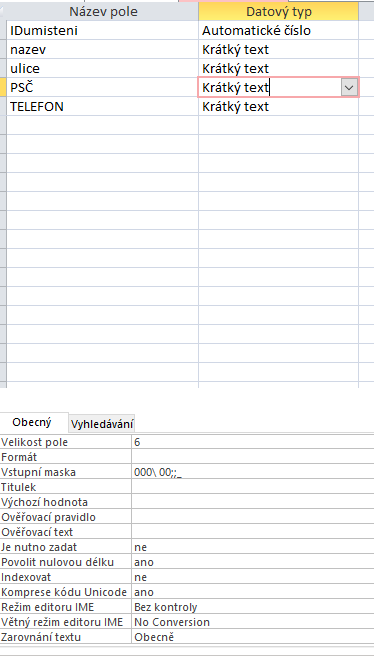 Název pole Datový typ
IDumisteni Automatické číslo
nazev Krátký text
ulice Krátký text
PSČ Krátký text
TELEFON Krátký text
Obecný Vyhledávání
Velikost pole 6
Formát
Vstupní maska 000\ 00;;_
Titulek
Výchozí hodnota
Ověřovací pravidlo
Ověřovací text
Je nutno zadat ne
Povolit nulovou délku ano
Indexovat ne
Komprese kódu Unicode ano
Režim editoru IME Bez kontroly
Větný režim editoru IME No Conversion
Zarovnání textu Obecně